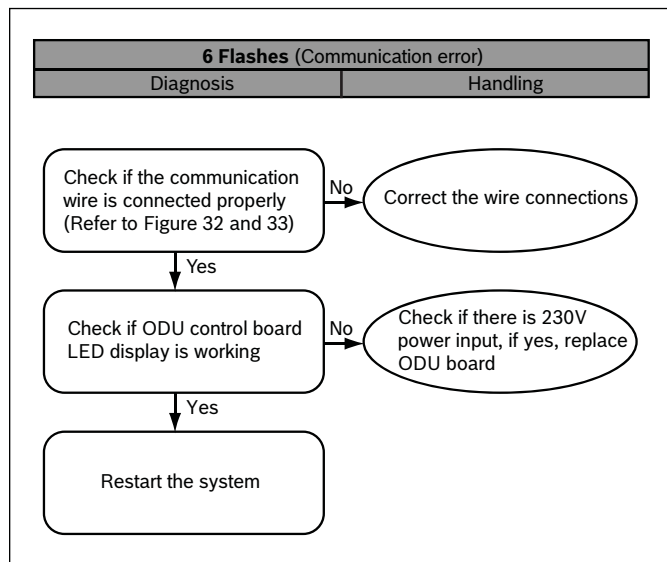 6 Flashes (Communication error)
Diagnosis
Handling
Check if the communication
wire is connected properly
(Refer to Figure 32 and 33)
No
Correct the wire connections
Yes
Check if ODU control board
LED display is working
No
Check if there is 230V
power input, if yes, replace
ODU board
Yes
Restart the system